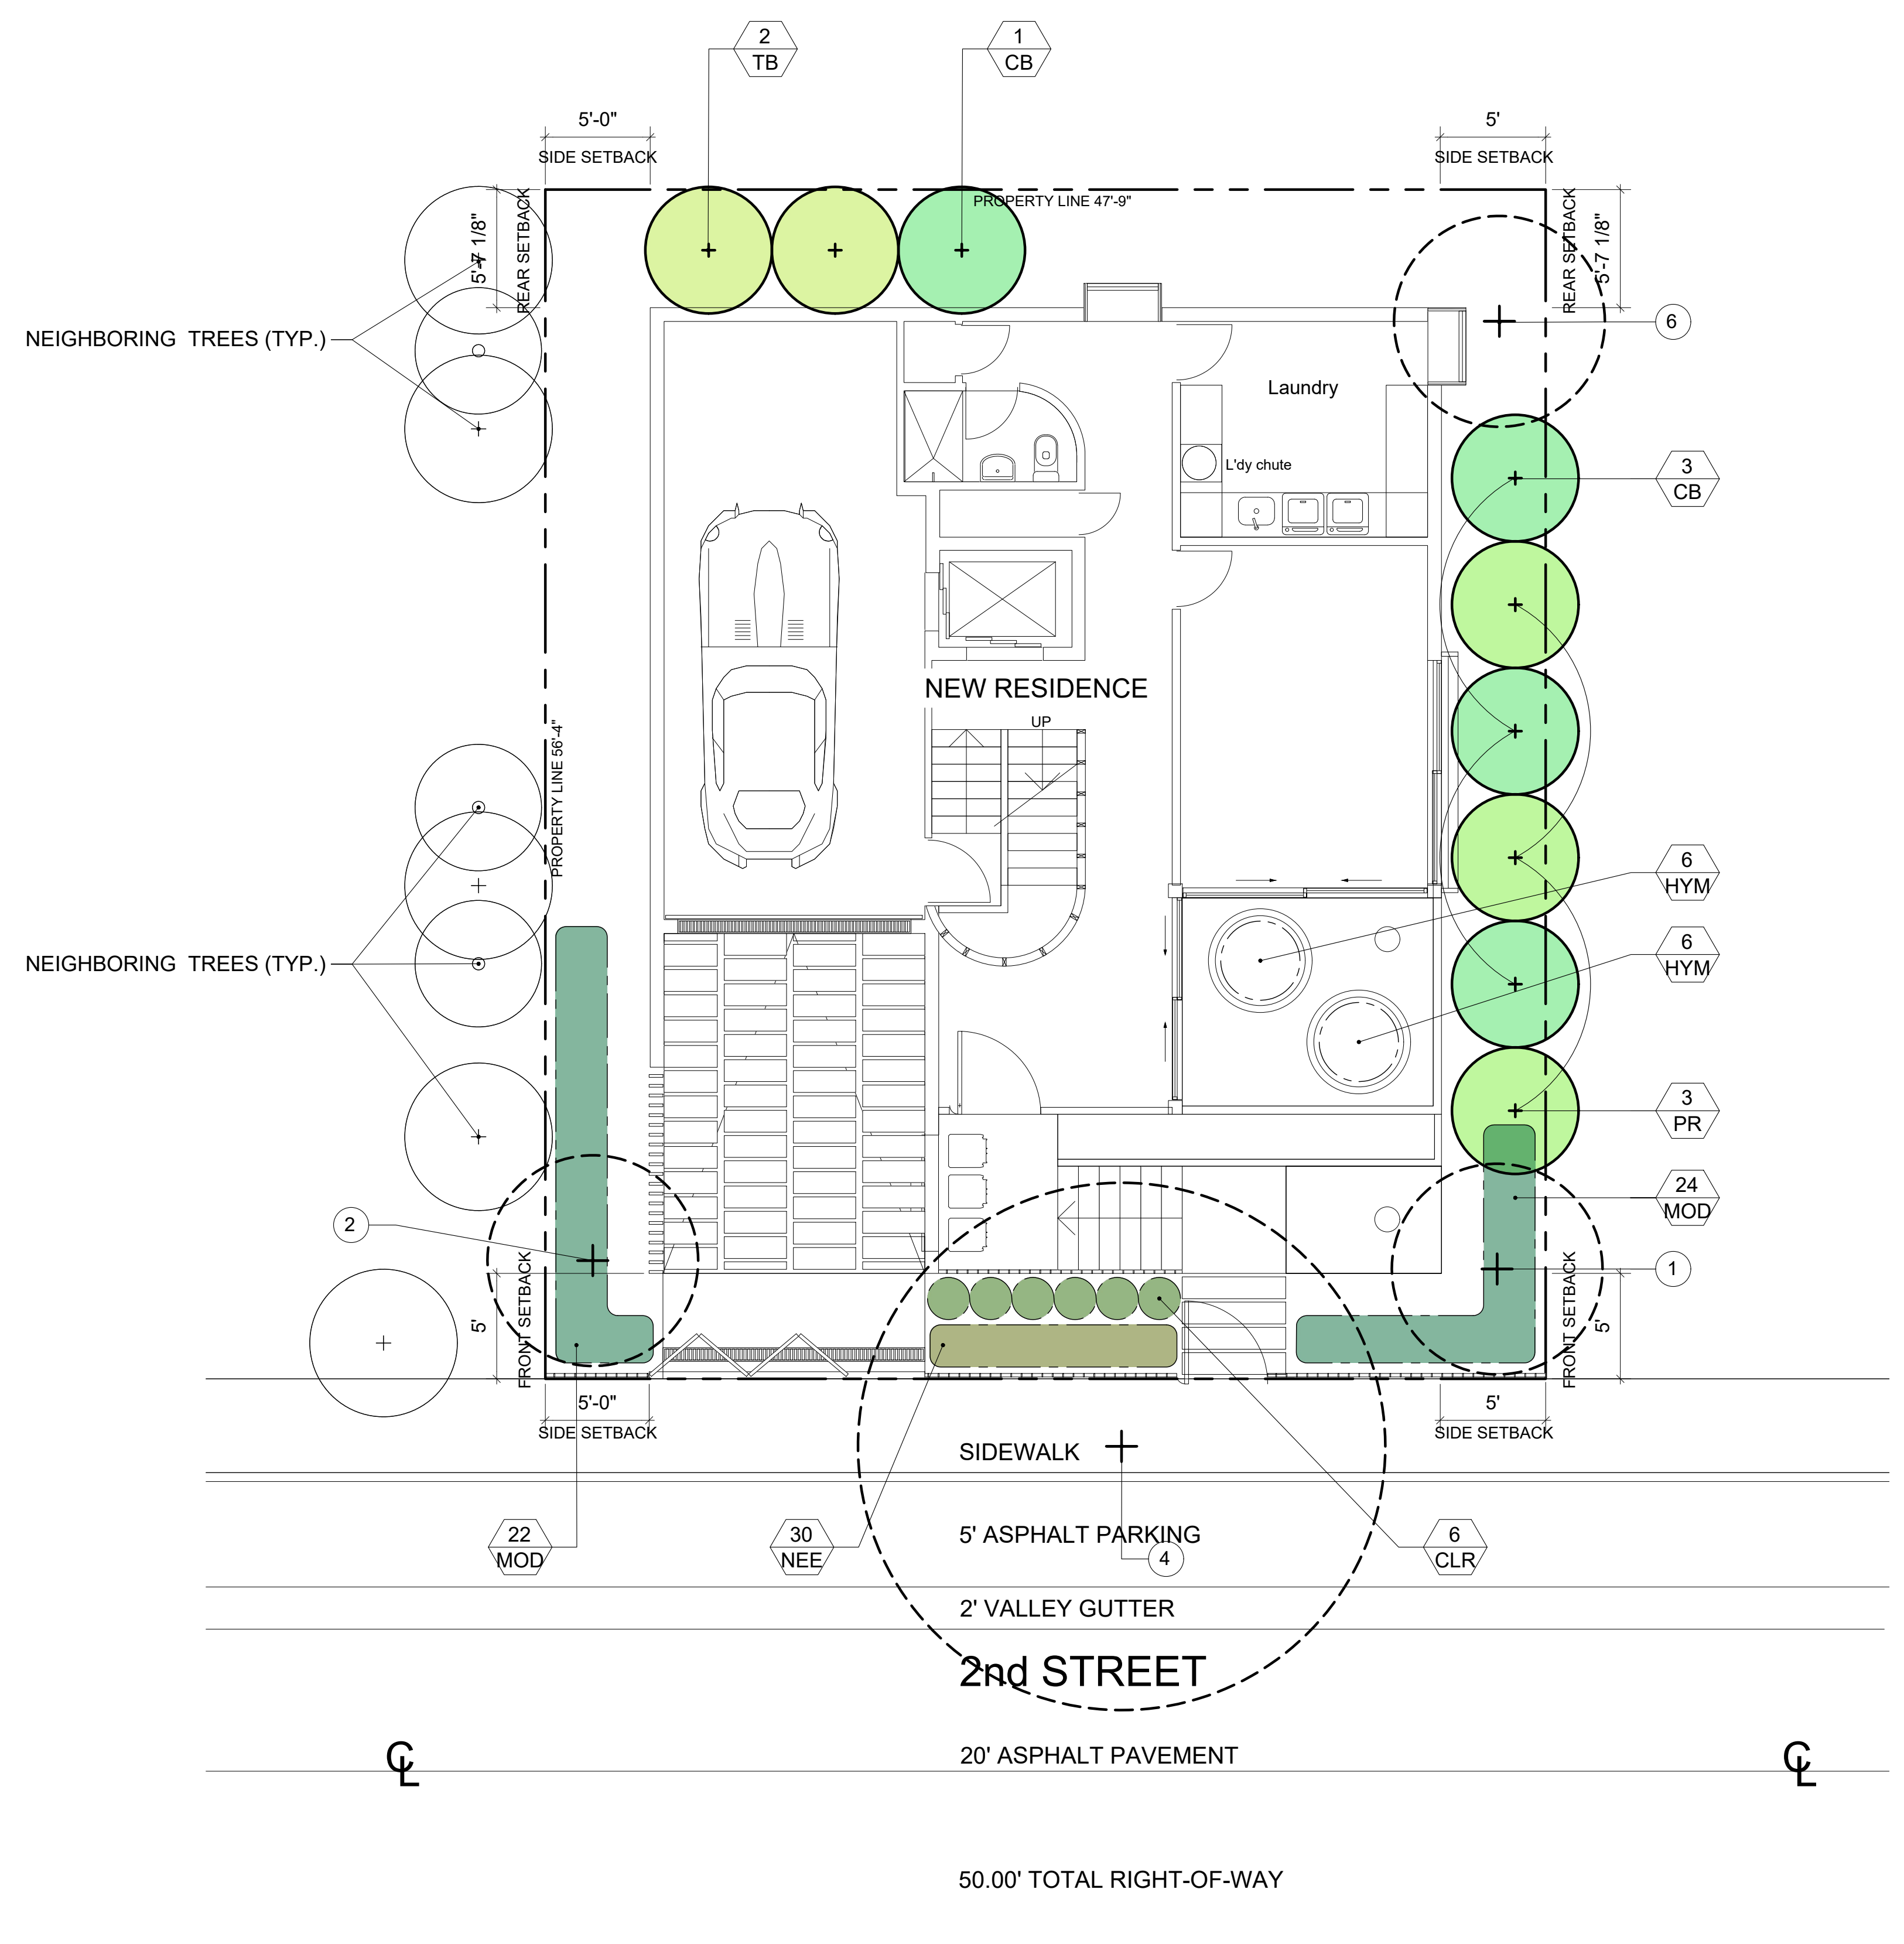 2
TB
1
CB
5'-0"
SIDE SETBACK
5'
SIDE SETBACK
PROPERTY LINE 47'-9"
5'-7 1/8"
REAR SETBACK
REAR SETBACK
5'-7 1/8"
6
NEIGHBORING TREES (TYP.)
Laundry
L'dy chute
3
CB
NEW RESIDENCE
UP
PROPERTY LINE 56'-4"
6
HYM
6
HYM
NEIGHBORING TREES (TYP.)
3
PR
24
MOD
2
1
5'
FRONT SETBACK
FRONT SETBACK
5'
5'-0"
SIDE SETBACK
5'
SIDE SETBACK
SIDEWALK
22
MOD
30
NEE
5' ASPHALT PARKING
4
6
CLR
2' VALLEY GUTTER
2nd STREET
CL
20' ASPHALT PAVEMENT
CL
50.00' TOTAL RIGHT-OF-WAY